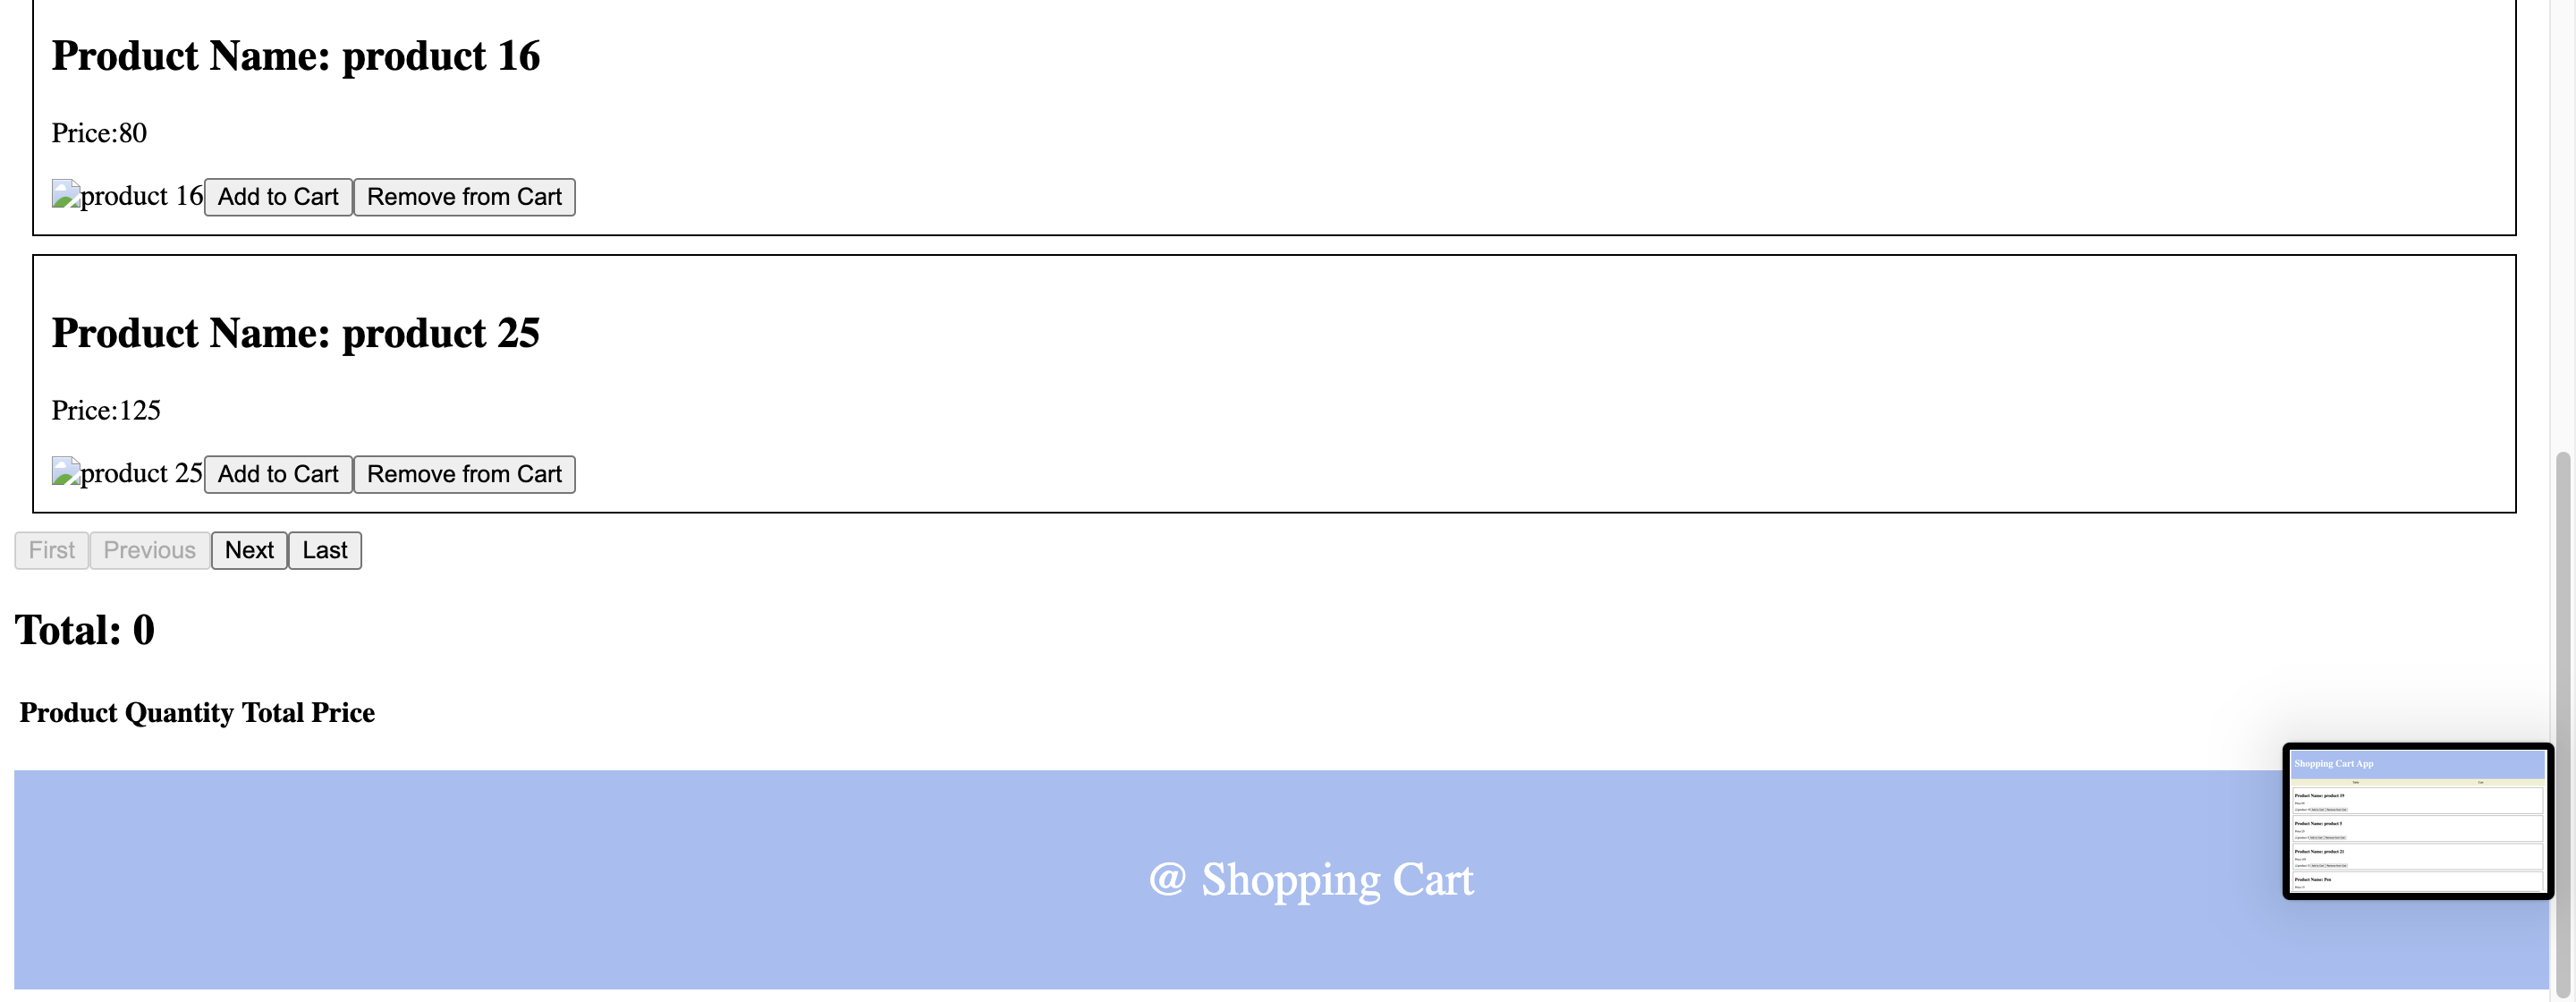 Product Name: product 16
Price:80
product 16 Add to Cart Remove from Cart
Product Name: product 25
Price:125
product 25 Add to Cart Remove from Cart
First Previous Next Last
Total: 0
Product Quantity Total Price
@ Shopping Cart
Shopping Cart App
Product Name: product 19
Product Name: product 5
Product Name: product 21
Product Name: Pen